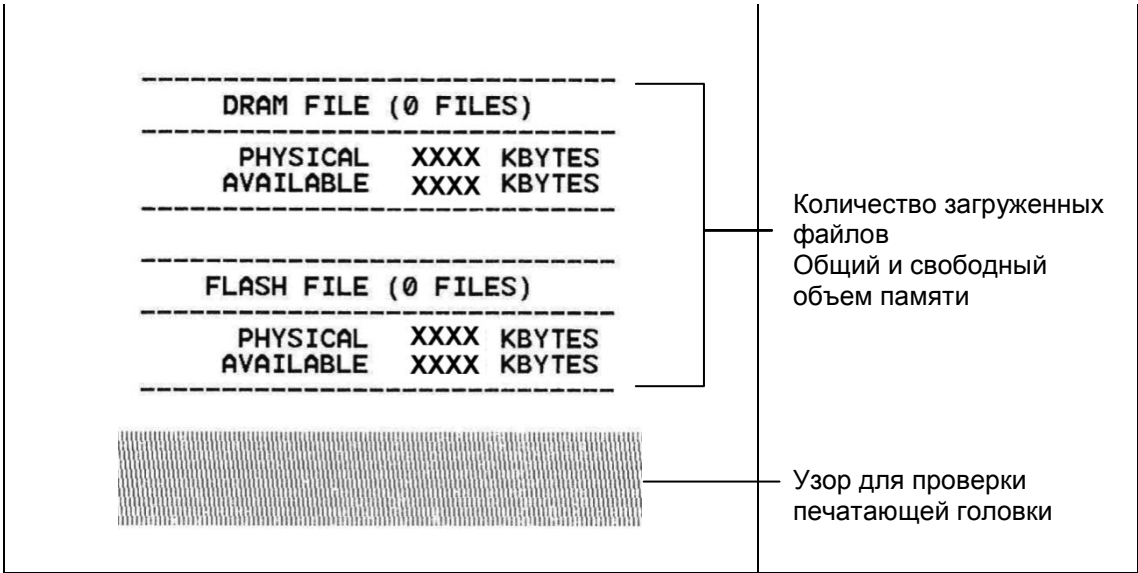 DRAM FILE (0 FILES)
PHYSICAL XXXX KBYTES
AVAILABLE XXXX KBYTES
FLASH FILE (0 FILES)
PHYSICAL XXXX KBYTES
AVAILABLE XXXX KBYTES
Количество загруженных
файлов
Общий и свободный
объем памяти
Узор для проверки
печатающей головки